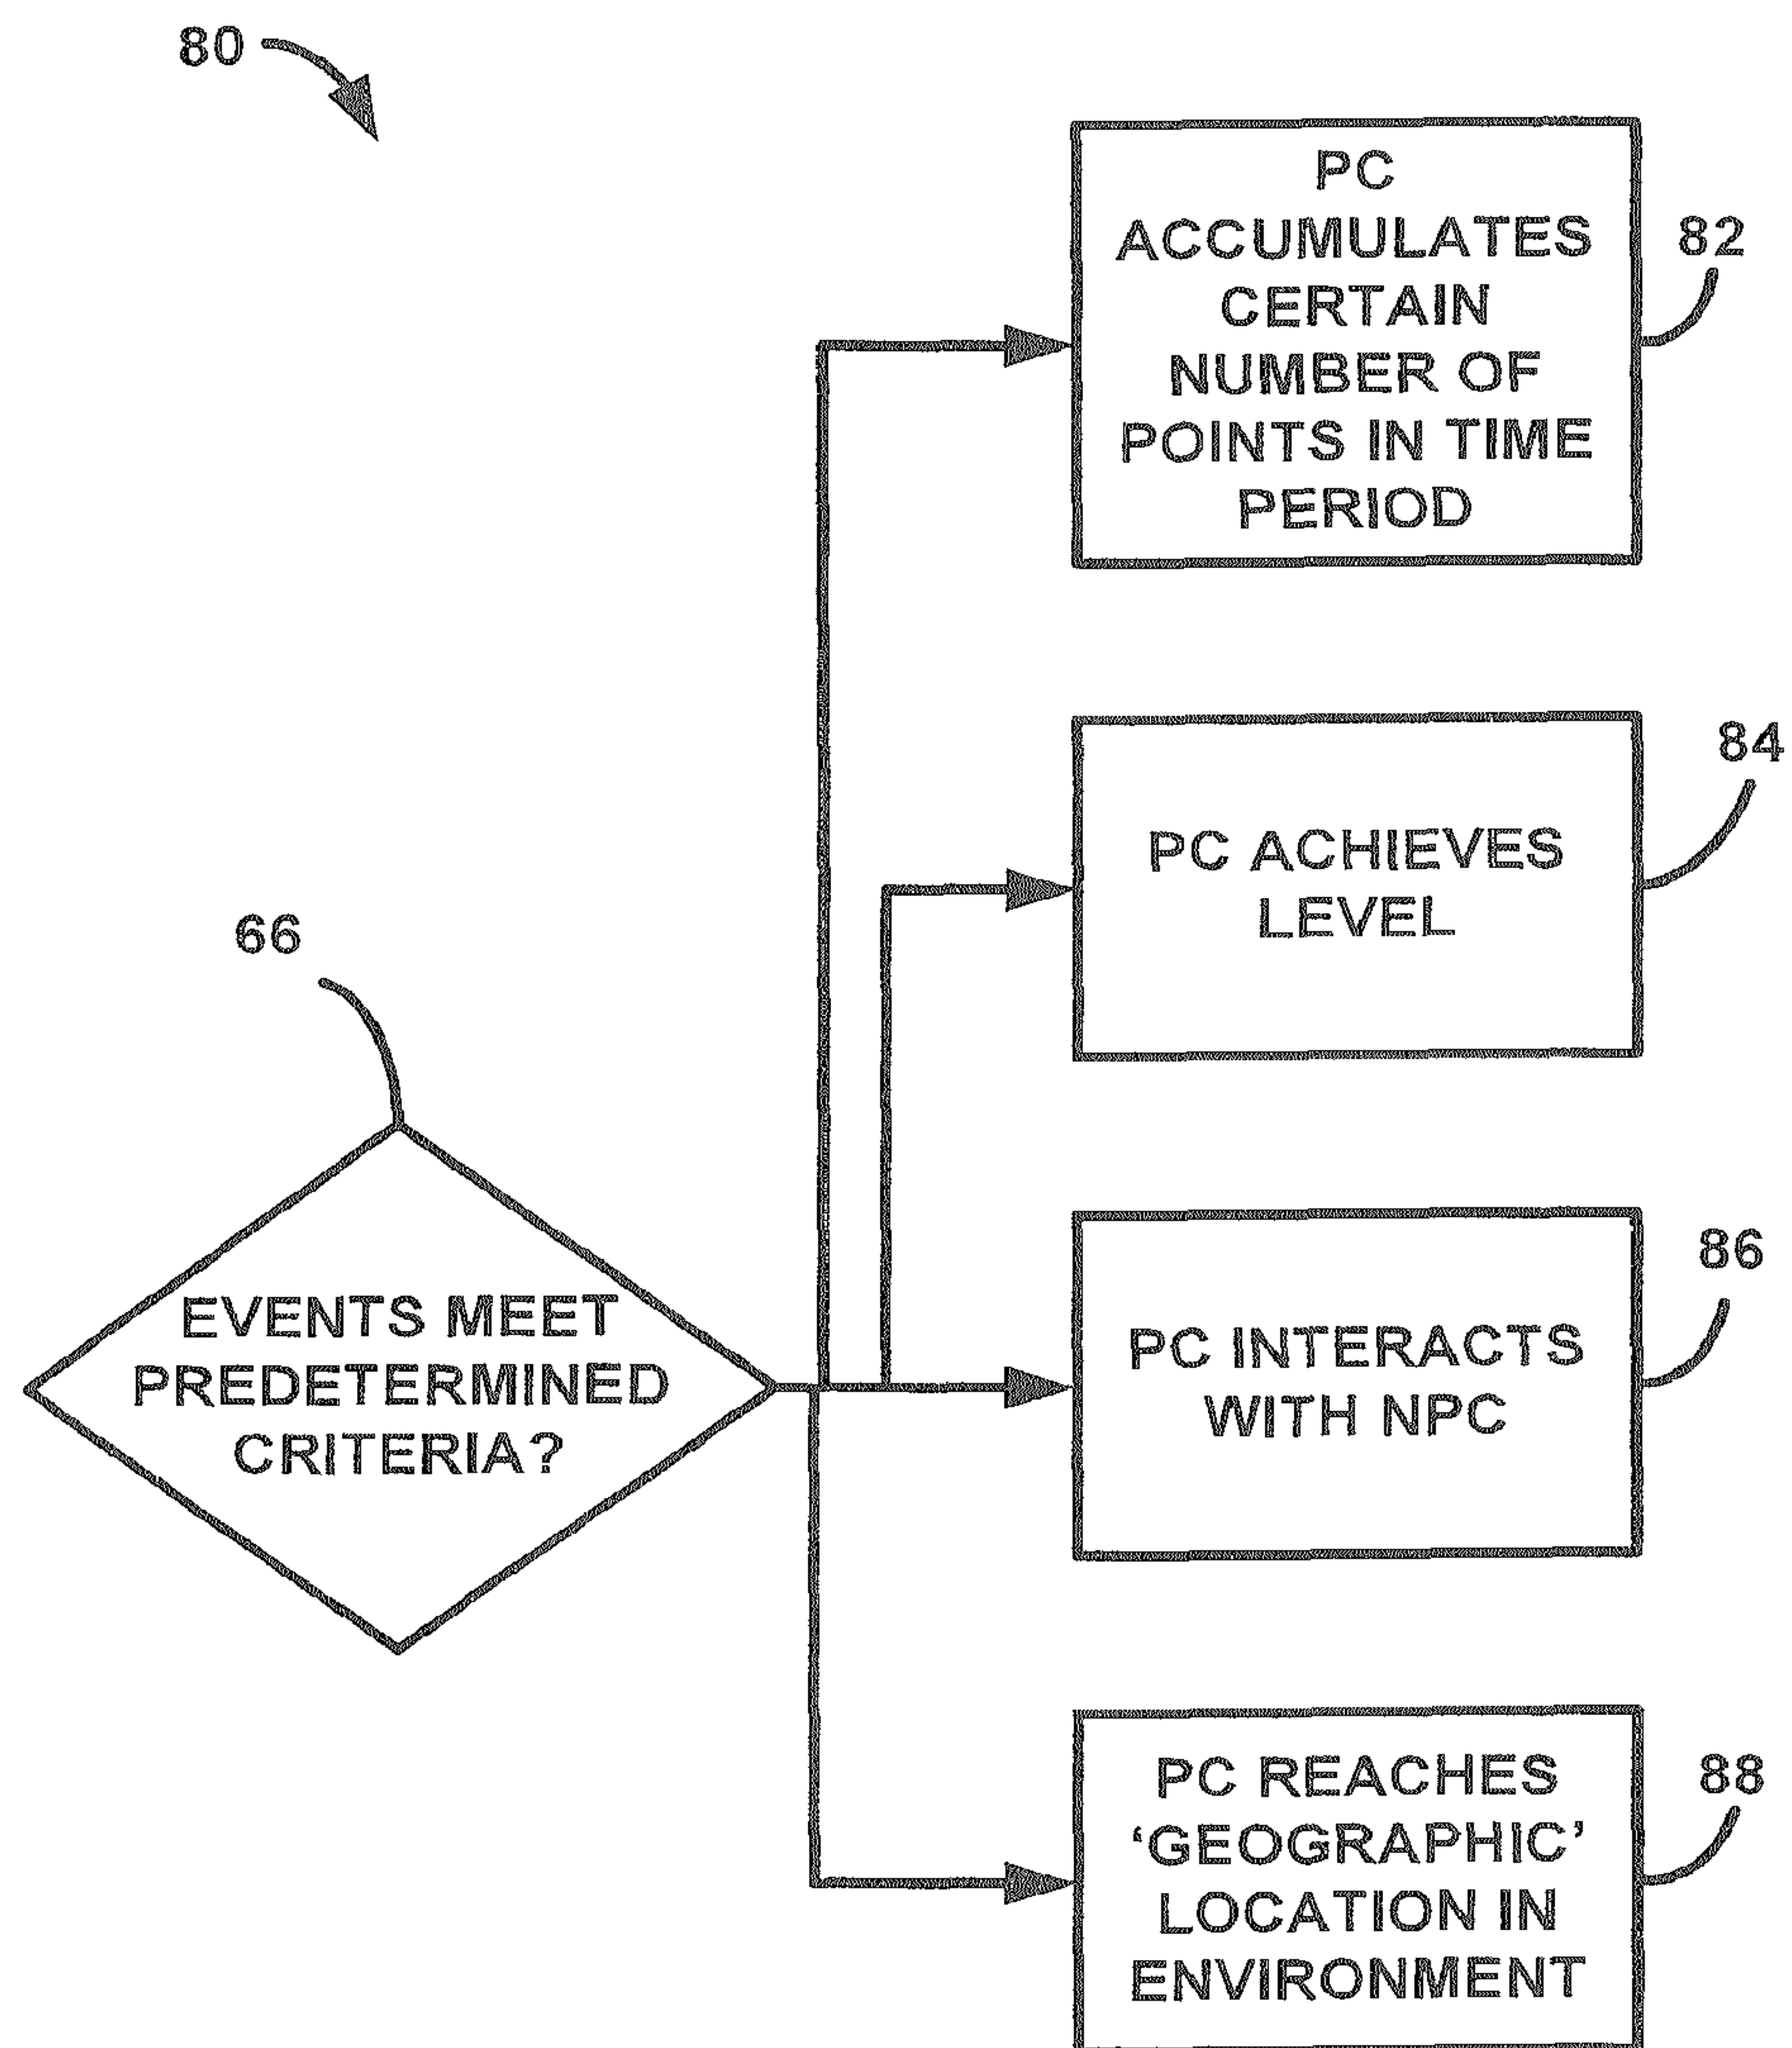 80
PC
ACCUMULATES
CERTAIN
NUMBER OF
POINTS IN TIME
PERIOD
82
PC ACHIEVES
LEVEL
84
66
EVENTS MEET
PREDETERMINED
CRITERIA?
PC INTERACTS
WITH NPC
86
PC REACHES
‘GEOGRAPHIC’
LOCATION IN
ENVIRONMENT
88